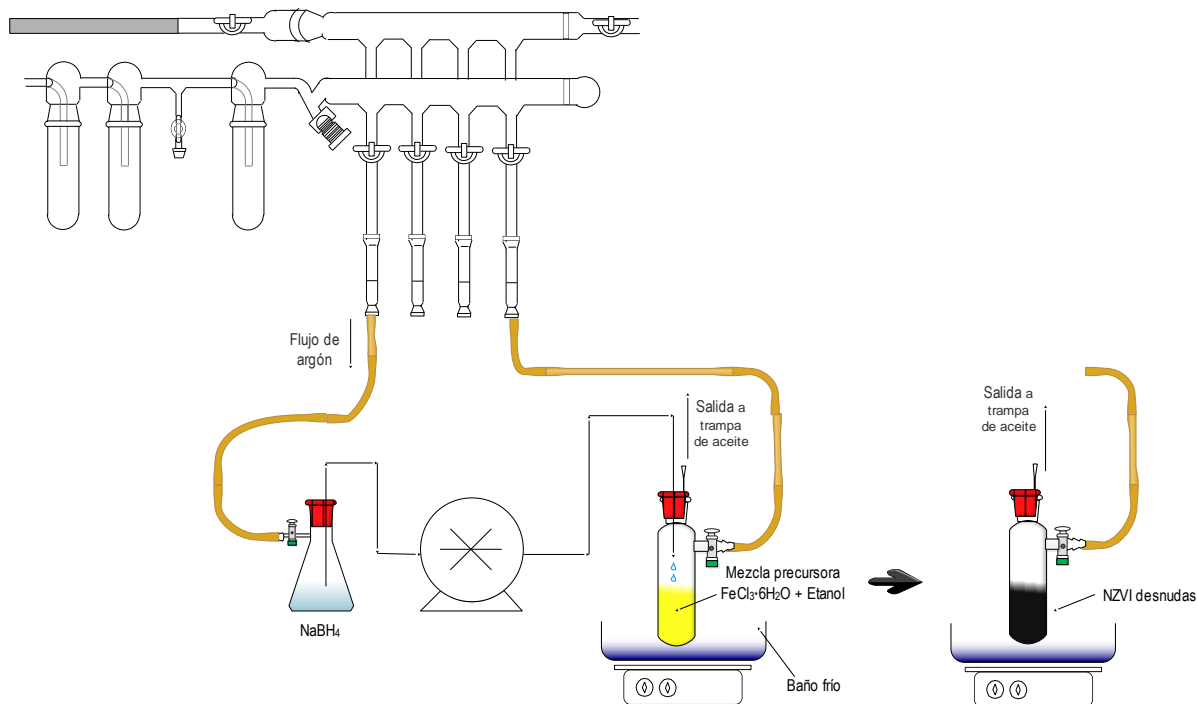 Flujo de
argón
Salida a
trampa
de aceite
NaBH₄
Mezcla precursora
FeCl₃•6H₂O + Etanol
Baño frío
Salida a
trampa
de aceite
NZVI desnudas